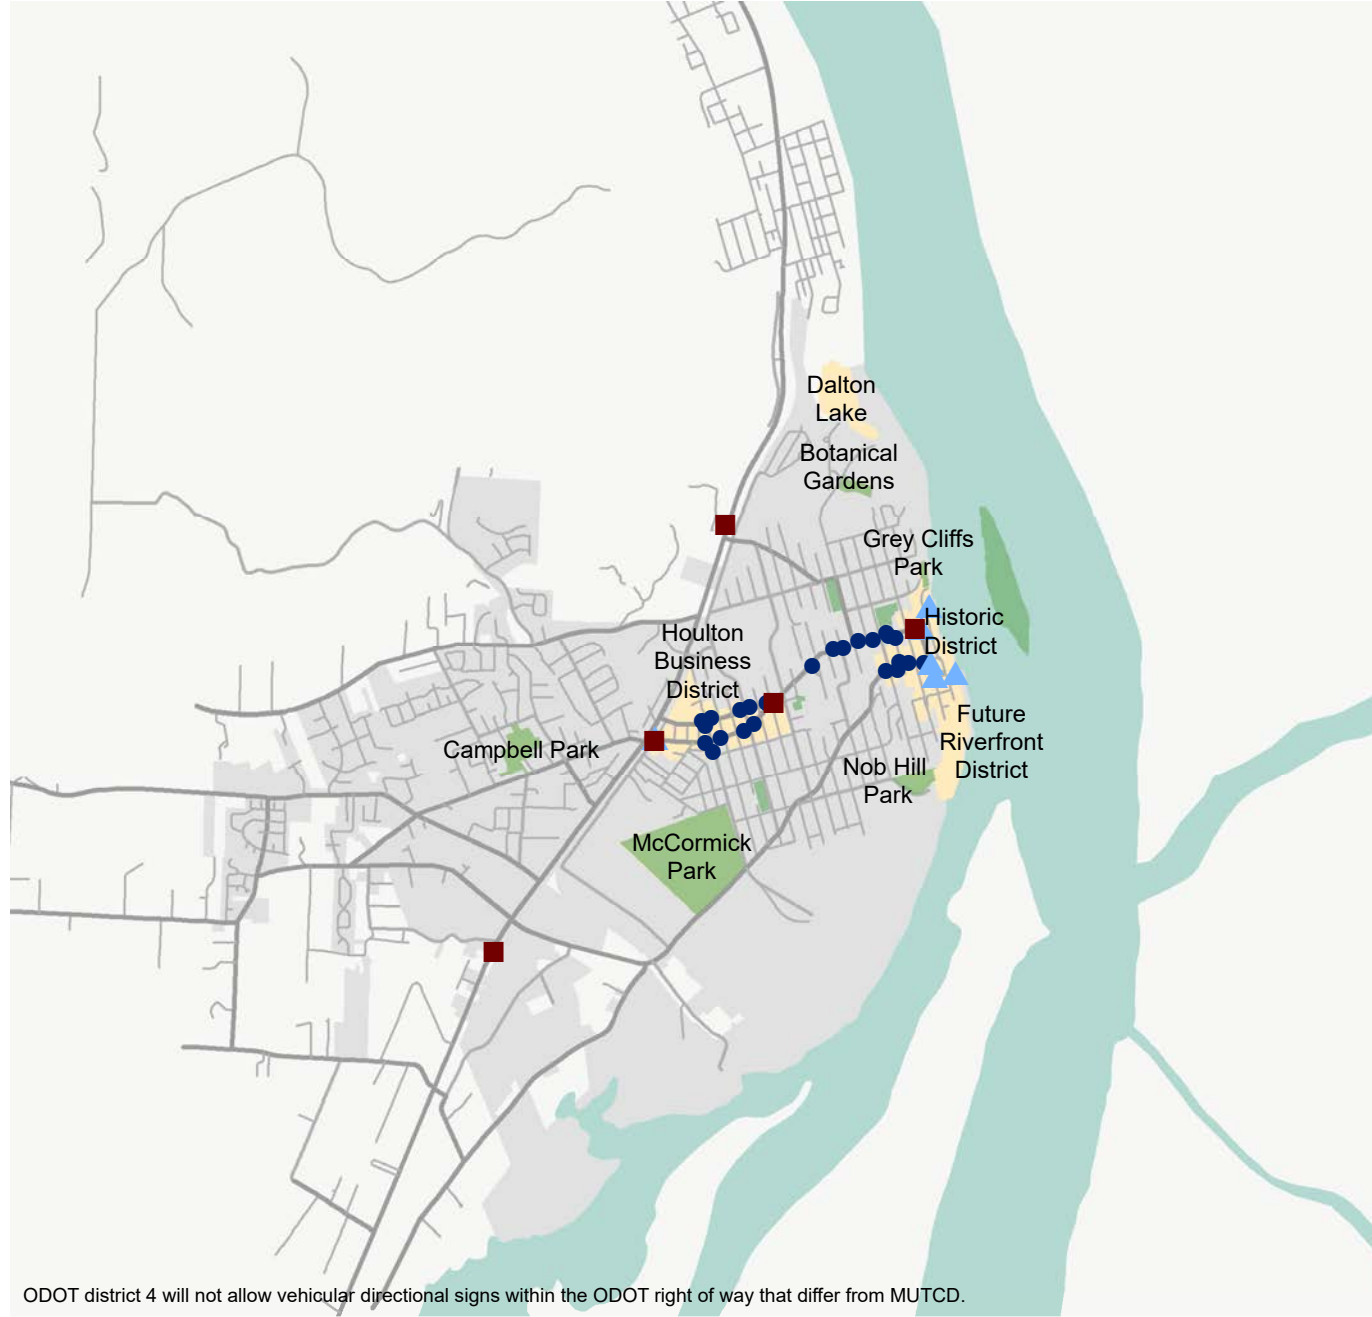 Dalton
Lake
Botanical
Gardens
Grey Cliffs
Park
Historic
District
Houlton
Business
District
Future
Riverfront
District
Campbell Park
Nob Hill
Park
McCormick
Park
ODOT district 4 will not allow vehicular directional signs within the ODOT right of way that differ from MUTCD.